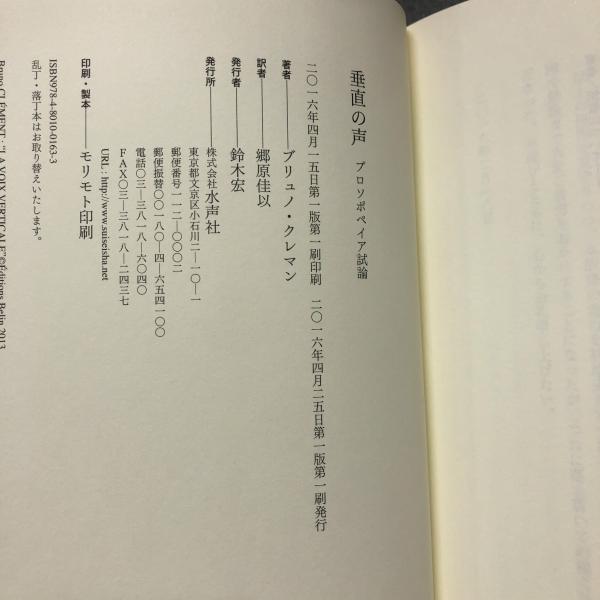 垂直の声 プロソポペイア試論
二〇一六年四月一五日第一版第一刷印刷 二〇一六年四月二五日第一版第一刷発行
著者───ブリュノ・クレマン
訳者───郷原佳以
発行者───鈴木宏
発行所───株式会社水声社
東京都文京区小石川二―一〇―一
郵便番号一一二―〇〇〇二
郵便振替〇〇一八〇―四―六五四一〇〇
電話〇三―三八一八―六〇四〇
FAX〇三―三八一八―二四三七
URL : http://www.suiseisha.net
印刷・製本───モリモト印刷
ISBN978-4-8010-0163-3
乱丁・落丁本はお取り替えいたします。
Bruno CLÉMENT : "LA VOIX VERTICALE"©Éditions Belin 2013